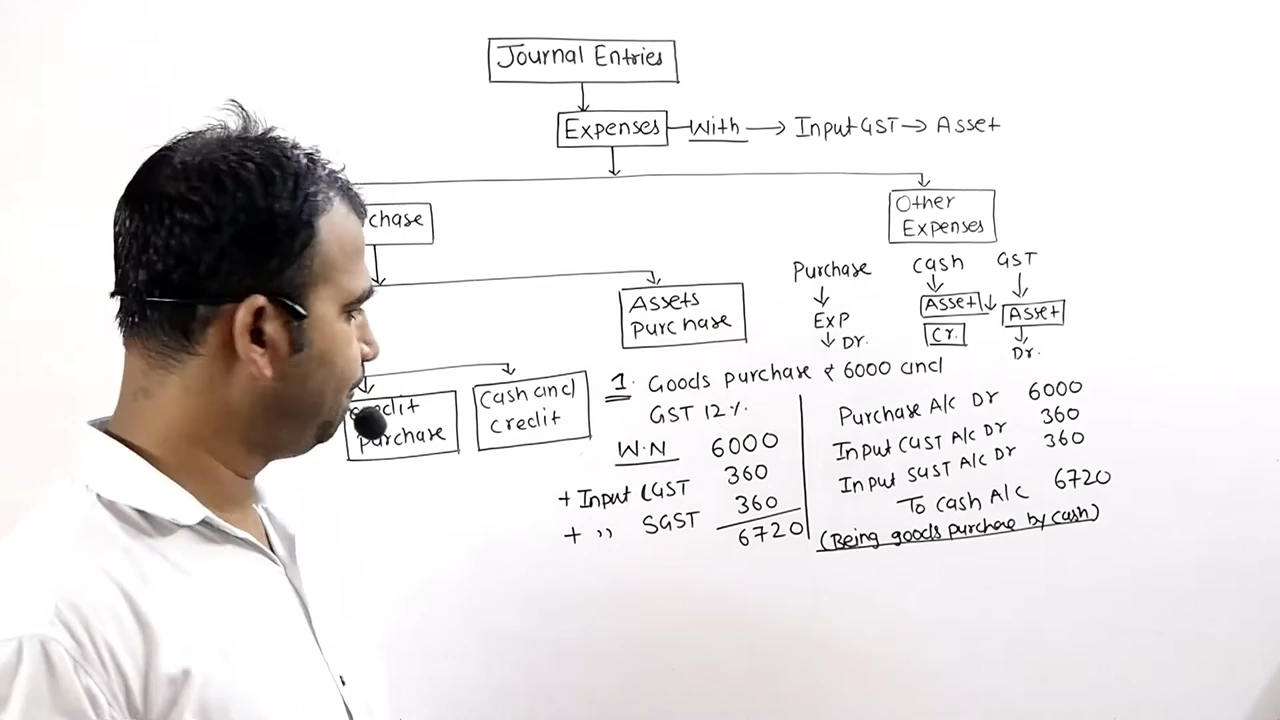 Journal Entries
Expenses With → Input GST → Asset
chase
Other
Expenses
Assets
Purchase
Purchase
↓
Exp
↓ Dr.
Cash
↓
Asset ↓
Cr.
GST
↓
Asset
↓
Dr.
credit
purchase
Cash and
credit
1. Goods purchase ₹ 6000 and
GST 12%.
W.N 6000
+ Input CGST 360
+ ,, SGST 360
6720
Purchase A/c Dr 6000
Input CGST A/c Dr 360
Input SGST A/c Dr 360
To Cash A/c 6720
(Being goods purchase by cash)